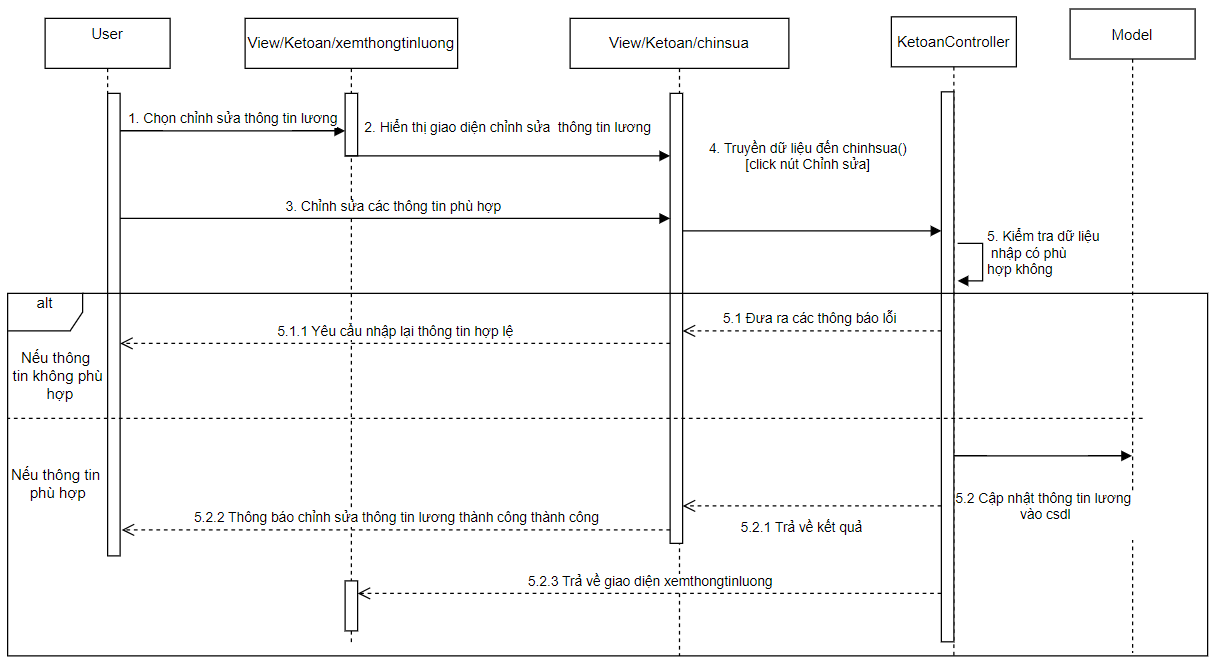 User
View/Ketoan/xemthongtinluong
View/Ketoan/chinsua
KetoanController
Model
1. Chọn chỉnh sửa thông tin lương
2. Hiển thị giao diện chỉnh sửa thông tin lương
4. Truyền dữ liệu đến chinhsua()
[click nút Chỉnh sửa]
3. Chỉnh sửa các thông tin phù hợp
5. Kiểm tra dữ liệu
nhập có phù
hợp không
alt
5.1 Đưa ra các thông báo lỗi
5.1.1 Yêu cầu nhập lại thông tin hợp lệ
Nếu thông
tin không phù
hợp
Nếu thông tin
phù hợp
5.2 Cập nhật thông tin lương
vào csdl
5.2.2 Thông báo chỉnh sửa thông tin lương thành công thành công
5.2.1 Trả về kết quả
5.2.3 Trả về giao diện xemthongtinluong